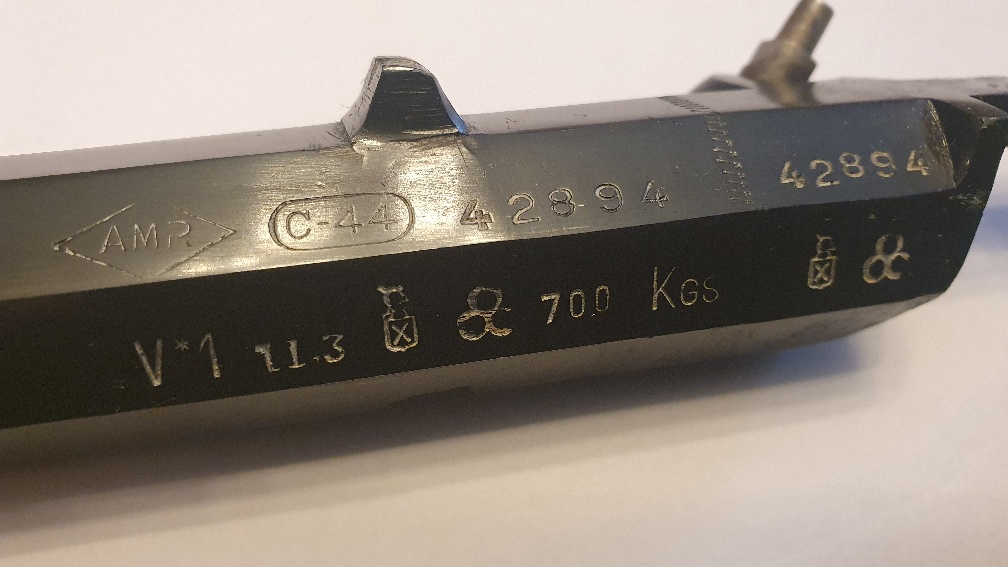 AMR C-44 42894 42894
V*1 11.3 X 700 KGS X